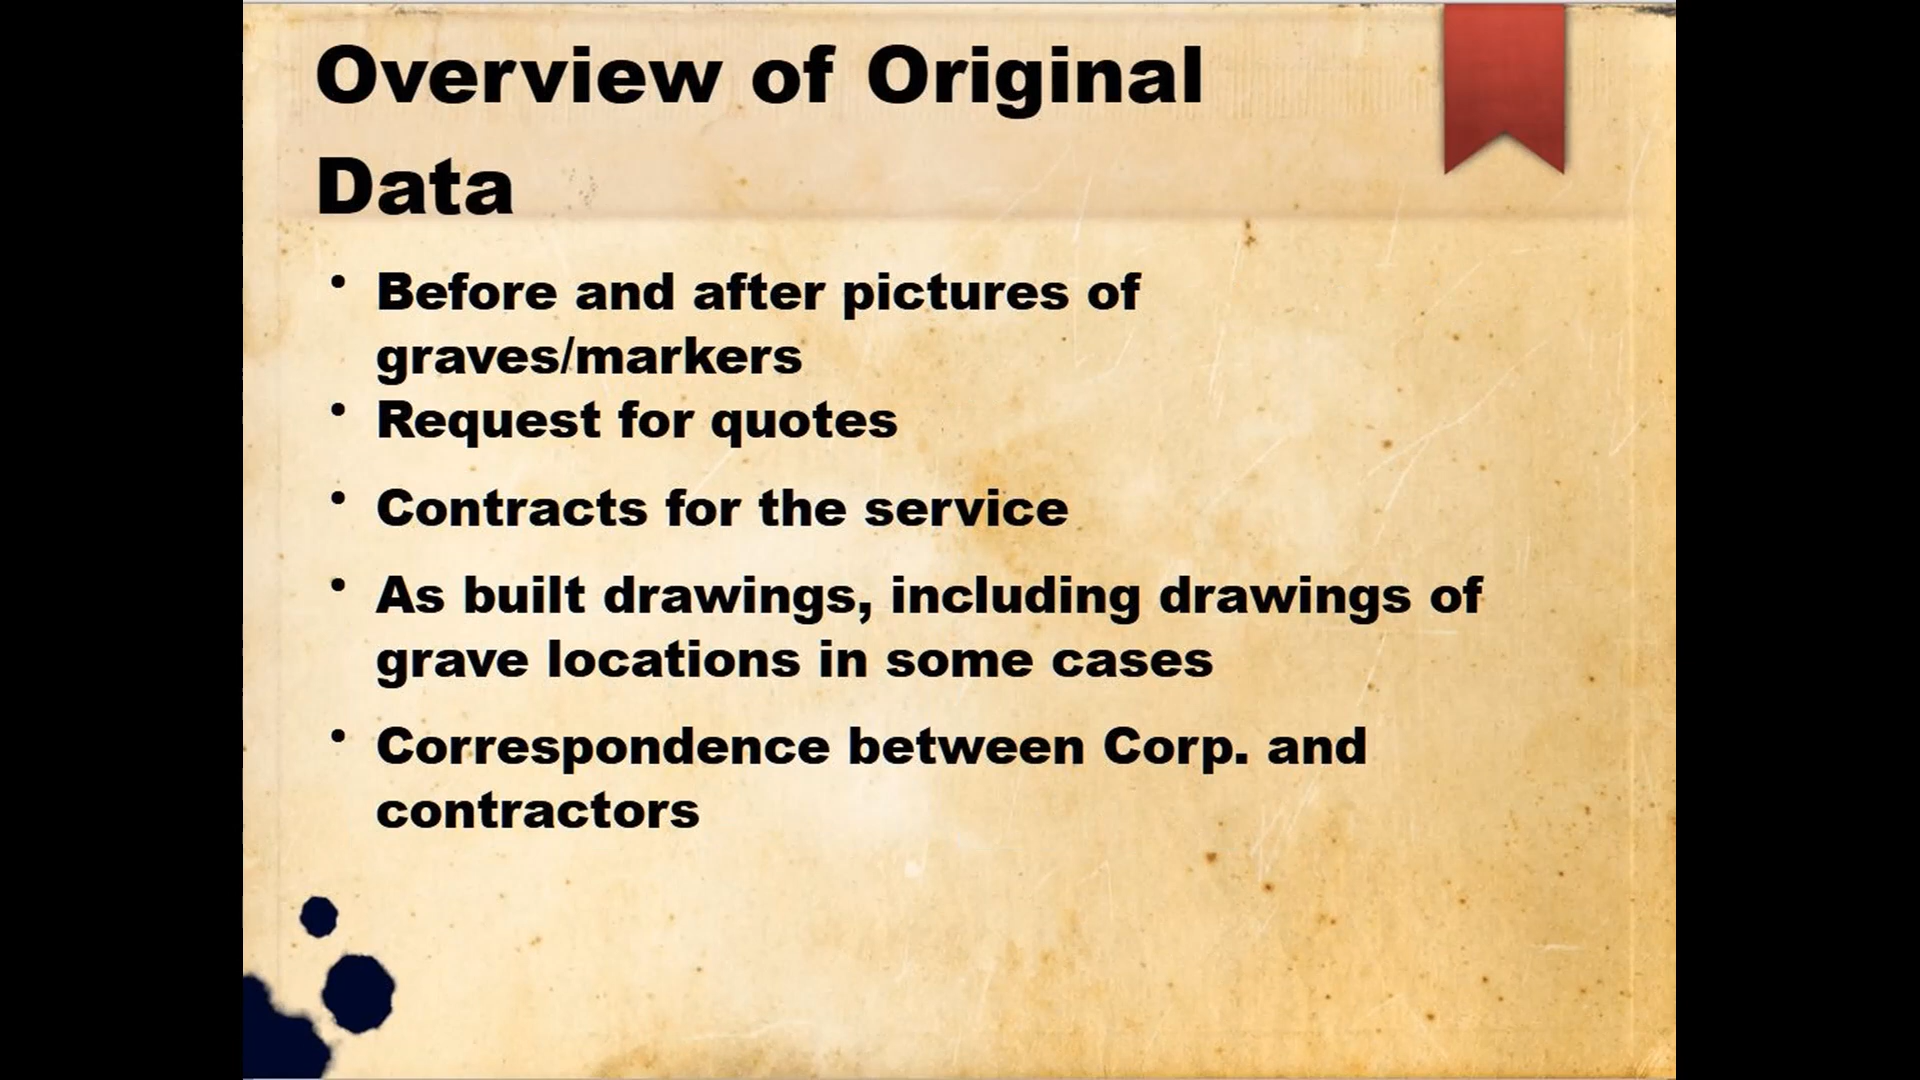 Overview of Original
Data
• Before and after pictures of
graves/markers
• Request for quotes
• Contracts for the service
• As built drawings, including drawings of
grave locations in some cases
• Correspondence between Corp. and
contractors